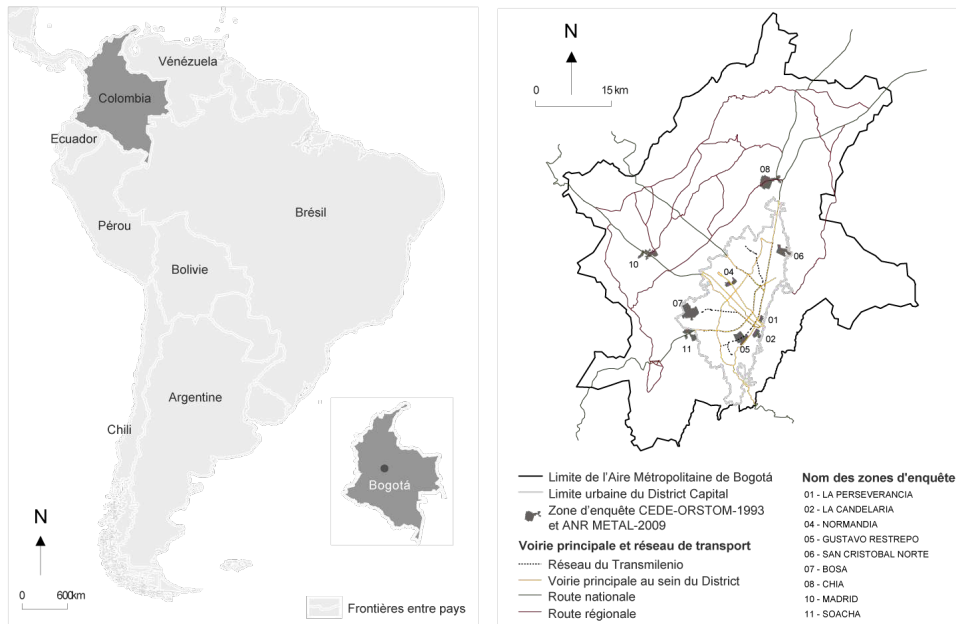 Vénézuela
Colombia
Ecuador
Brésil
Pérou
Bolivie
Argentine
Chili
Bogotá
N
0 600km
Frontières entre pays
N
0 15 km
08
10
06
04
07
01
02
11
05
Limite de l'Aire Métropolitaine de Bogotá
Limite urbaine du District Capital
Zone d'enquête CEDE-ORSTOM-1993
et ANR METAL-2009
Voirie principale et réseau de transport
Réseau du Transmilenio
Voirie principale au sein du District
Route nationale
Route régionale
Nom des zones d'enquête
01 - LA PERSEVERANCIA
02 - LA CANDELARIA
04 - NORMANDIA
05 - GUSTAVO RESTREPO
06 - SAN CRISTOBAL NORTE
07 - BOSA
08 - CHIA
10 - MADRID
11 - SOACHA